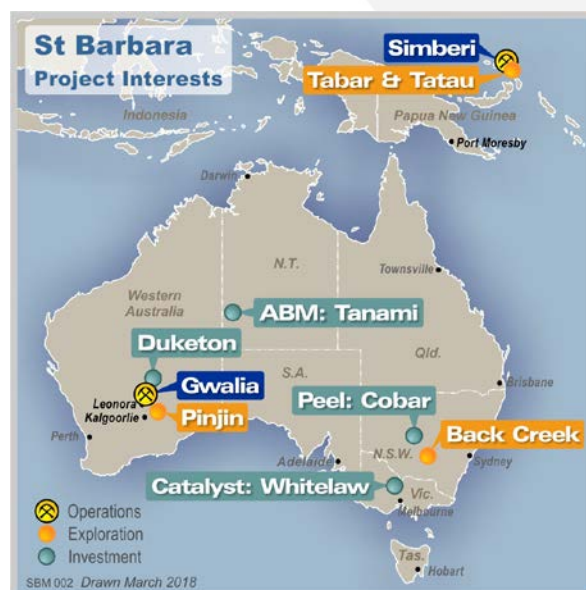 St Barbara
Project Interests
Simberi
Tabar & Tatau
Indonesia
Papua New Guinea
Port Moresby
Darwin
N.T.
Townsville
Western
Australia
ABM: Tanami
Duketon
Qld.
S.A.
Gwalia
Leonora
Kalgoorlie
Pinjin
Brisbane
Peel: Cobar
Perth
Back Creek
N.S.W.
Adelaide
Sydney
Catalyst: Whitelaw
Vic.
Melbourne
Operations
Exploration
Investment
Tas.
Hobart
SBM 002 Drawn March 2018